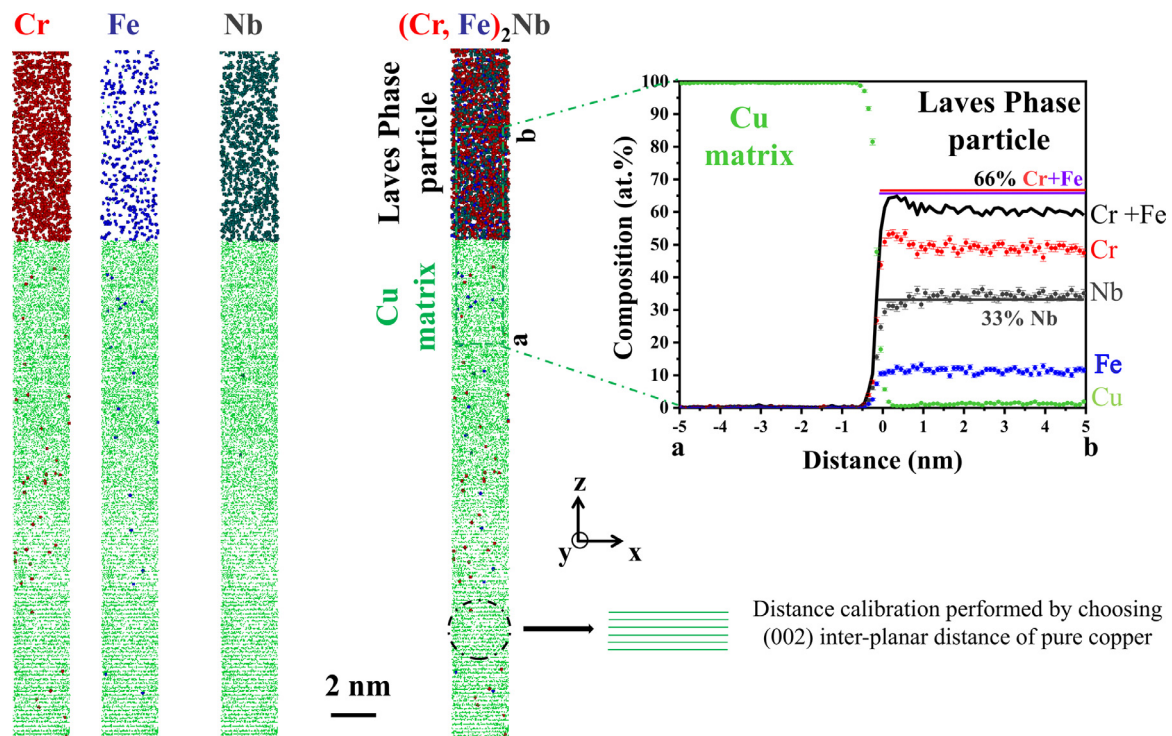 Cr
Fe
Nb
(Cr, Fe)2Nb
Laves Phase
particle
b
Cu
matrix
a
100
90
80
70
60
50
40
30
20
10
0
Composition (at.%)
Cu
matrix
Laves Phase
particle
66% Cr+Fe
33% Nb
Cr +Fe
Cr
Nb
Fe
Cu
-5 -4 -3 -2 -1 0 1 2 3 4 5
a
b
Distance (nm)
z
y
x
Distance calibration performed by choosing
(002) inter-planar distance of pure copper
2 nm